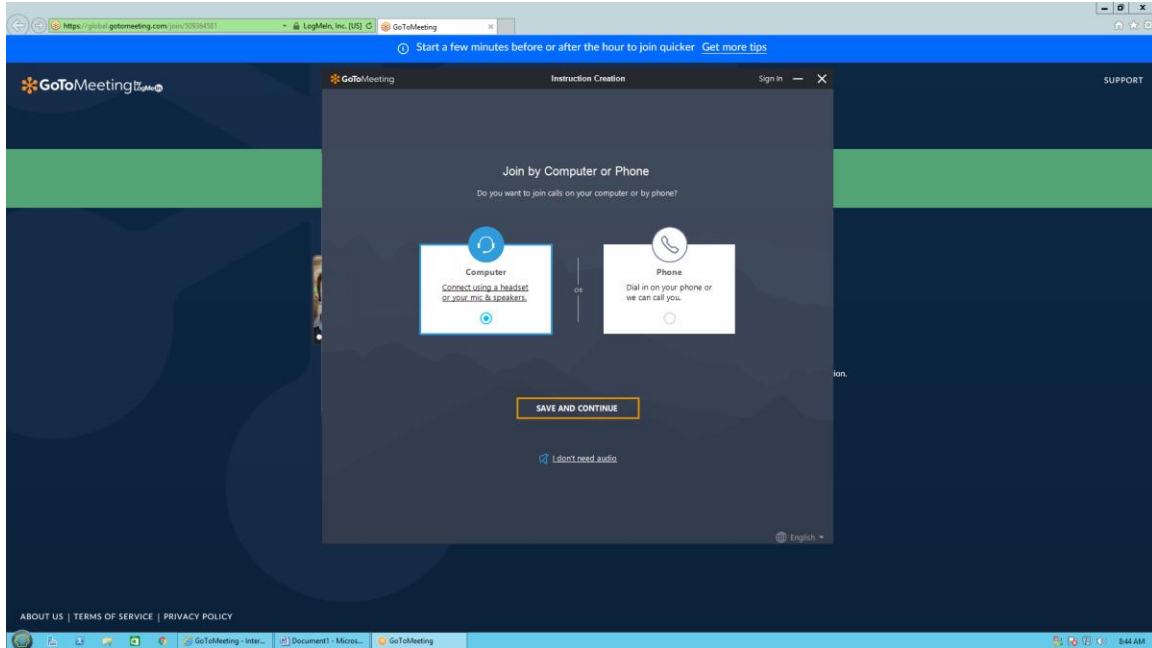 https://global.gotomeeting.com/join/509364581
LogMeIn, Inc. [US]
GoToMeeting
Start a few minutes before or after the hour to join quicker Get more tips
GoToMeeting by LogMeIn
SUPPORT
GoToMeeting
Instruction Creation
Sign In
Join by Computer or Phone
Do you want to join calls on your computer or by phone?
Computer
Connect using a headset
or your mic & speakers.
OR
Phone
Dial in on your phone or
we can call you.
ion.
SAVE AND CONTINUE
I don't need audio
English
ABOUT US | TERMS OF SERVICE | PRIVACY POLICY
GoToMeeting - Inter...
Document1 - Micros...
GoToMeeting
8:44 AM